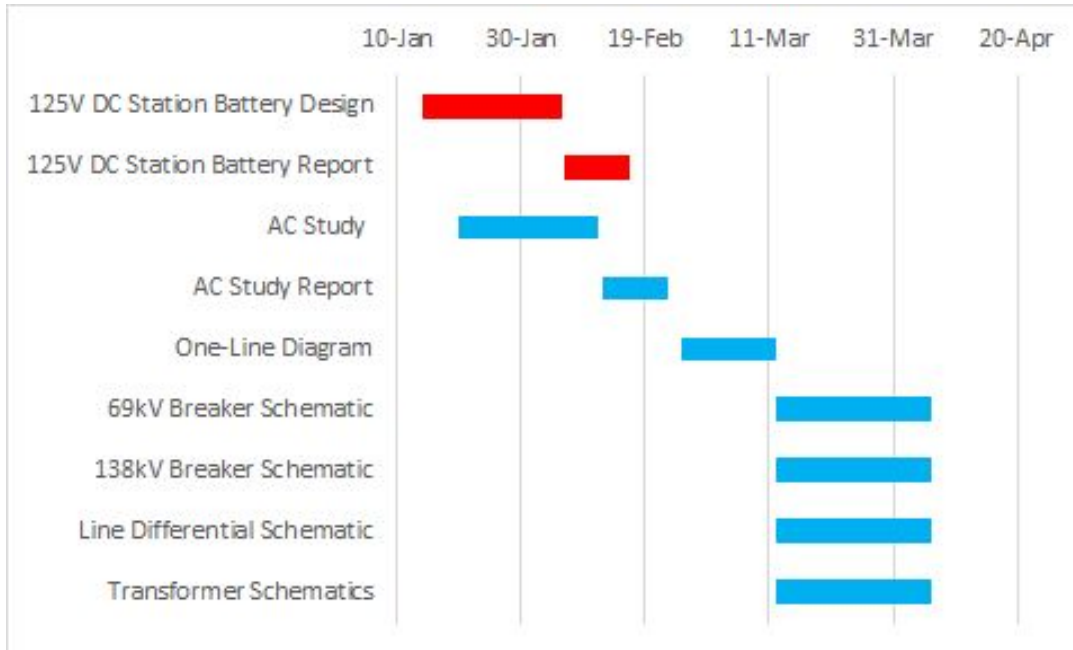 10-Jan 30-Jan 19-Feb 11-Mar 31-Mar 20-Apr
125V DC Station Battery Design
125V DC Station Battery Report
AC Study
AC Study Report
One-Line Diagram
69kV Breaker Schematic
138kV Breaker Schematic
Line Differential Schematic
Transformer Schematics